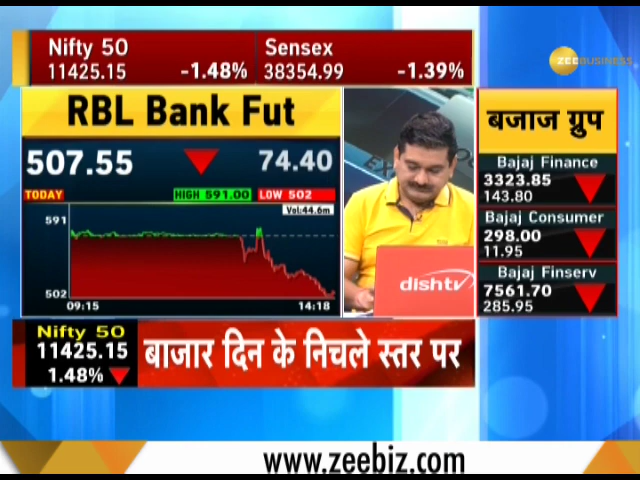 Nifty 50
11425.15 -1.48%
Sensex
38354.99 -1.39%
ZEE BUSINESS
RBL Bank Fut
507.55 74.40
TODAY HIGH 591.00 LOW 502
Vol:44.6m
591
502
09:15 14:18
dishtv
बजाज ग्रुप
Bajaj Finance
3323.85
143.80
Bajaj Consumer
298.00
11.95
Bajaj Finserv
7561.70
285.95
Nifty 50
11425.15
1.48%
बाजार दिन के निचले स्तर पर
www.zeebiz.com